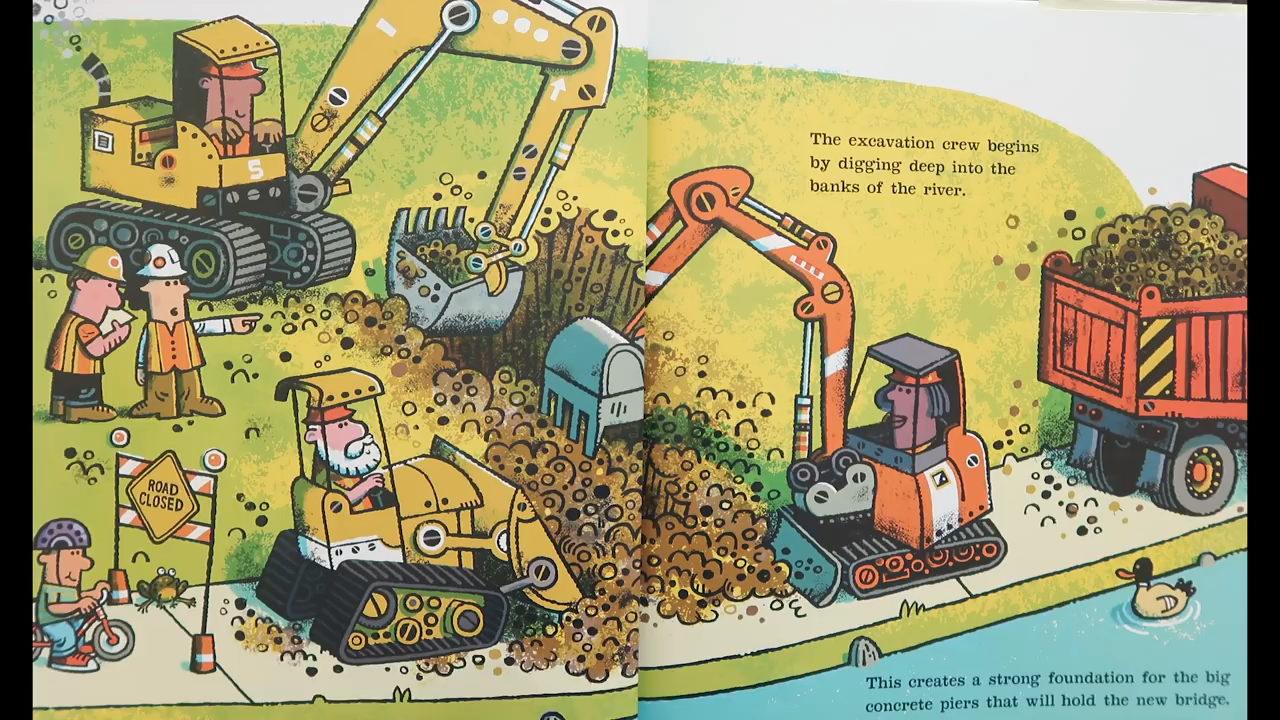 5
ROAD
CLOSED
The excavation crew begins
by digging deep into the
banks of the river.
This creates a strong foundation for the big
concrete piers that will hold the new bridge.